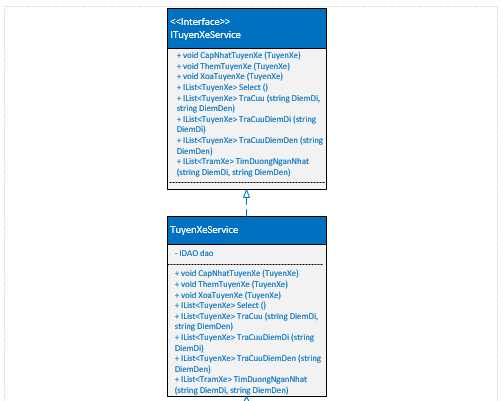 <<Interface>>
ITuyenXeService
+ void CapNhatTuyenXe (TuyenXe)
+ void ThemTuyenXe (TuyenXe)
+ void XoaTuyenXe (TuyenXe)
+ IList<TuyenXe> Select ()
+ IList<TuyenXe> TraCuu (string DiemDi,
string DiemDen)
+ IList<TuyenXe> TraCuuDiemDi (string
DiemDi)
+ IList<TuyenXe> TraCuuDiemDen (string
DiemDen)
+ IList<TramXe> TimDuongNganNhat
(string DiemDi, string DiemDen)
TuyenXeService
- IDAO dao
+ void CapNhatTuyenXe (TuyenXe)
+ void ThemTuyenXe (TuyenXe)
+ void XoaTuyenXe (TuyenXe)
+ IList<TuyenXe> Select ()
+ IList<TuyenXe> TraCuu (string DiemDi,
string DiemDen)
+ IList<TuyenXe> TraCuuDiemDi (string
DiemDi)
+ IList<TuyenXe> TraCuuDiemDen (string
DiemDen)
+ IList<TramXe> TimDuongNganNhat
(string DiemDi, string DiemDen)